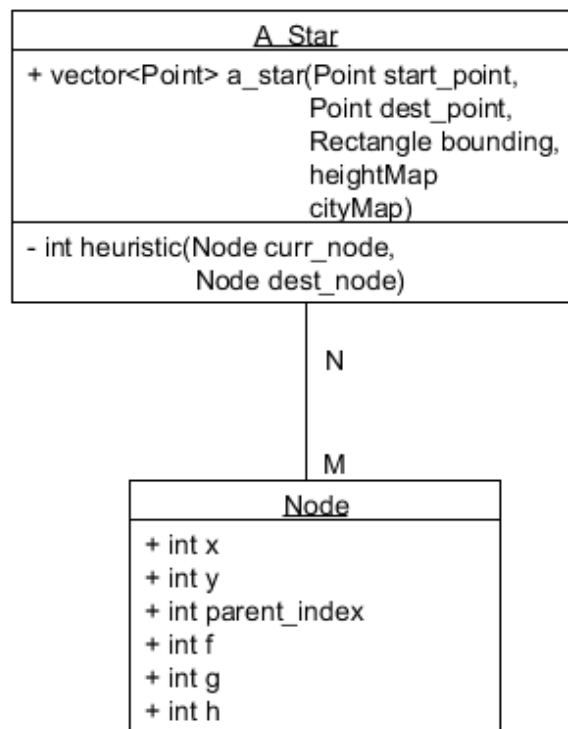 A_Star
+ vector<Point> a_star(Point start_point,
Point dest_point,
Rectangle bounding,
heightMap
cityMap)
- int heuristic(Node curr_node,
Node dest_node)
N
M
Node
+ int x
+ int y
+ int parent_index
+ int f
+ int g
+ int h